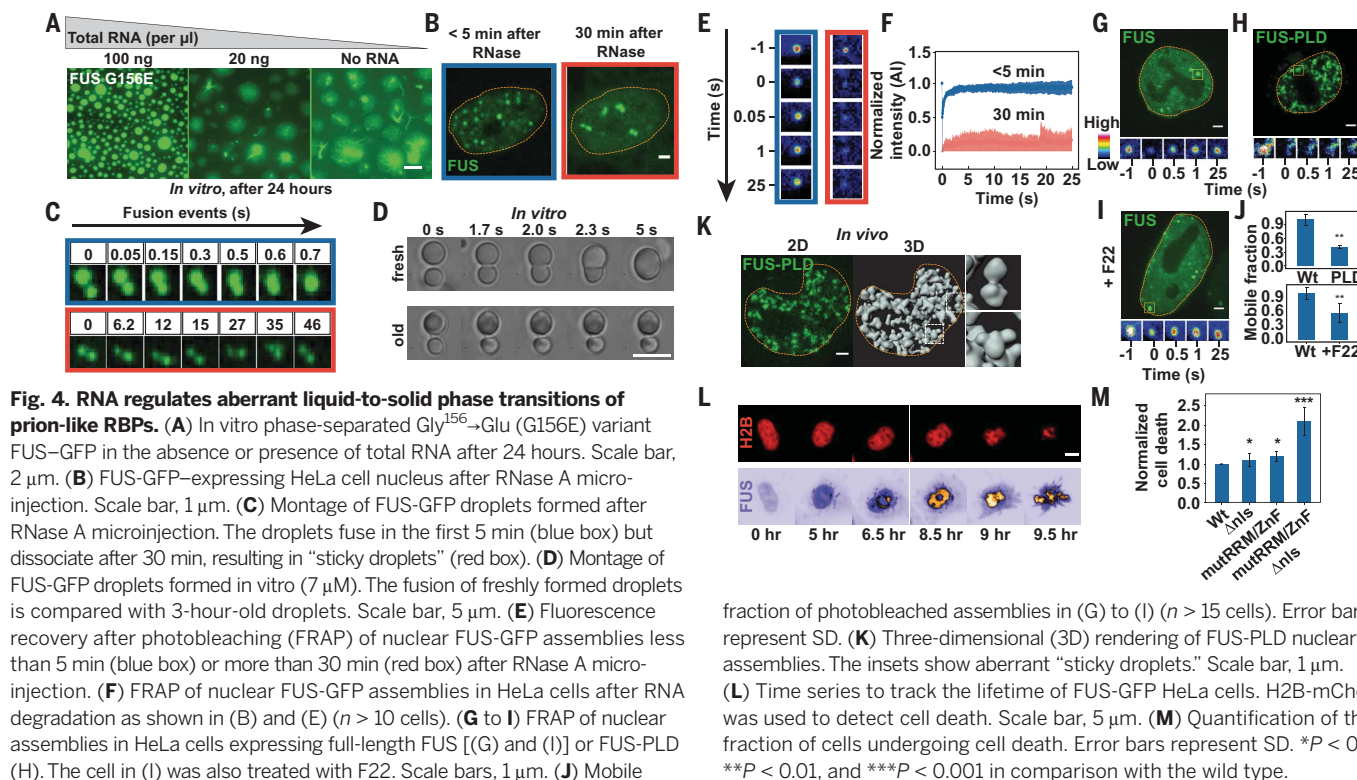 A
Total RNA (per µl)
100 ng 20 ng No RNA
FUS G156E
In vitro, after 24 hours
B
< 5 min after RNase
30 min after RNase
FUS
C
Fusion events (s)
0 0.05 0.15 0.3 0.5 0.6 0.7
0 6.2 12 15 27 35 46
D
In vitro
0 s 1.7 s 2.0 s 2.3 s 5 s
fresh
old
E
Time (s)
-1
0
0.05
1
25
F
Normalized intensity (AI)
1.5
1.0
0.5
0.0
<5 min
30 min
0 5 10 15 20 25
Time (s)
G
FUS
High
Low
-1 0 0.5 1 25
Time (s)
H
FUS-PLD
-1 0 0.5 1 25
Time (s)
I
FUS
+ F22
-1 0 0.5 1 25
Time (s)
J
Mobile fraction
0.9
0.6
0.3
0.0
**
Wt PLD
0.9
0.6
0.3
0.0
**
Wt +F22
K
In vivo
2D 3D
FUS-PLD
L
H2B
FUS
0 hr 5 hr 6.5 hr 8.5 hr 9 hr 9.5 hr
M
Normalized cell death
2.5
2.0
1.5
1.0
0.5
0.0
* * ***
Wt
Δnls
mutRRM/ZnF
mutRRM/ZnF Δnls
Fig. 4. RNA regulates aberrant liquid-to-solid phase transitions of
prion-like RBPs. (A) In vitro phase-separated Gly156→Glu (G156E) variant
FUS–GFP in the absence or presence of total RNA after 24 hours. Scale bar,
2 µm. (B) FUS-GFP–expressing HeLa cell nucleus after RNase A micro-
injection. Scale bar, 1 µm. (C) Montage of FUS-GFP droplets formed after
RNase A microinjection. The droplets fuse in the first 5 min (blue box) but
dissociate after 30 min, resulting in “sticky droplets” (red box). (D) Montage of
FUS-GFP droplets formed in vitro (7 µM). The fusion of freshly formed droplets
is compared with 3-hour-old droplets. Scale bar, 5 µm. (E) Fluorescence
recovery after photobleaching (FRAP) of nuclear FUS-GFP assemblies less
than 5 min (blue box) or more than 30 min (red box) after RNase A micro-
injection. (F) FRAP of nuclear FUS-GFP assemblies in HeLa cells after RNA
degradation as shown in (B) and (E) (n > 10 cells). (G to I) FRAP of nuclear
assemblies in HeLa cells expressing full-length FUS [(G) and (I)] or FUS-PLD
(H). The cell in (I) was also treated with F22. Scale bars, 1 µm. (J) Mobile
fraction of photobleached assemblies in (G) to (I) (n > 15 cells). Error bar
represent SD. (K) Three-dimensional (3D) rendering of FUS-PLD nuclear
assemblies. The insets show aberrant “sticky droplets.” Scale bar, 1 µm.
(L) Time series to track the lifetime of FUS-GFP HeLa cells. H2B-mChe
was used to detect cell death. Scale bar, 5 µm. (M) Quantification of th
fraction of cells undergoing cell death. Error bars represent SD. *P < 0
**P < 0.01, and ***P < 0.001 in comparison with the wild type.